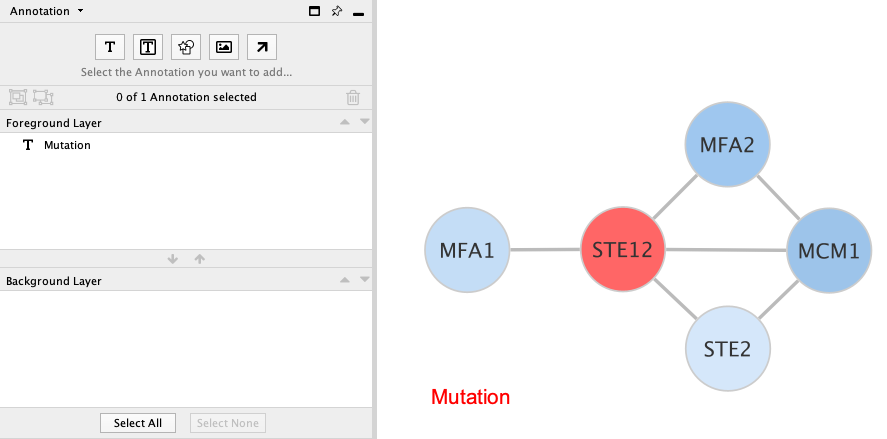 Annotation
T T
Select the Annotation you want to add...
0 of 1 Annotation selected
Foreground Layer
T Mutation
Background Layer
Select All Select None
MFA2
MFA1 STE12 MCM1
STE2
Mutation